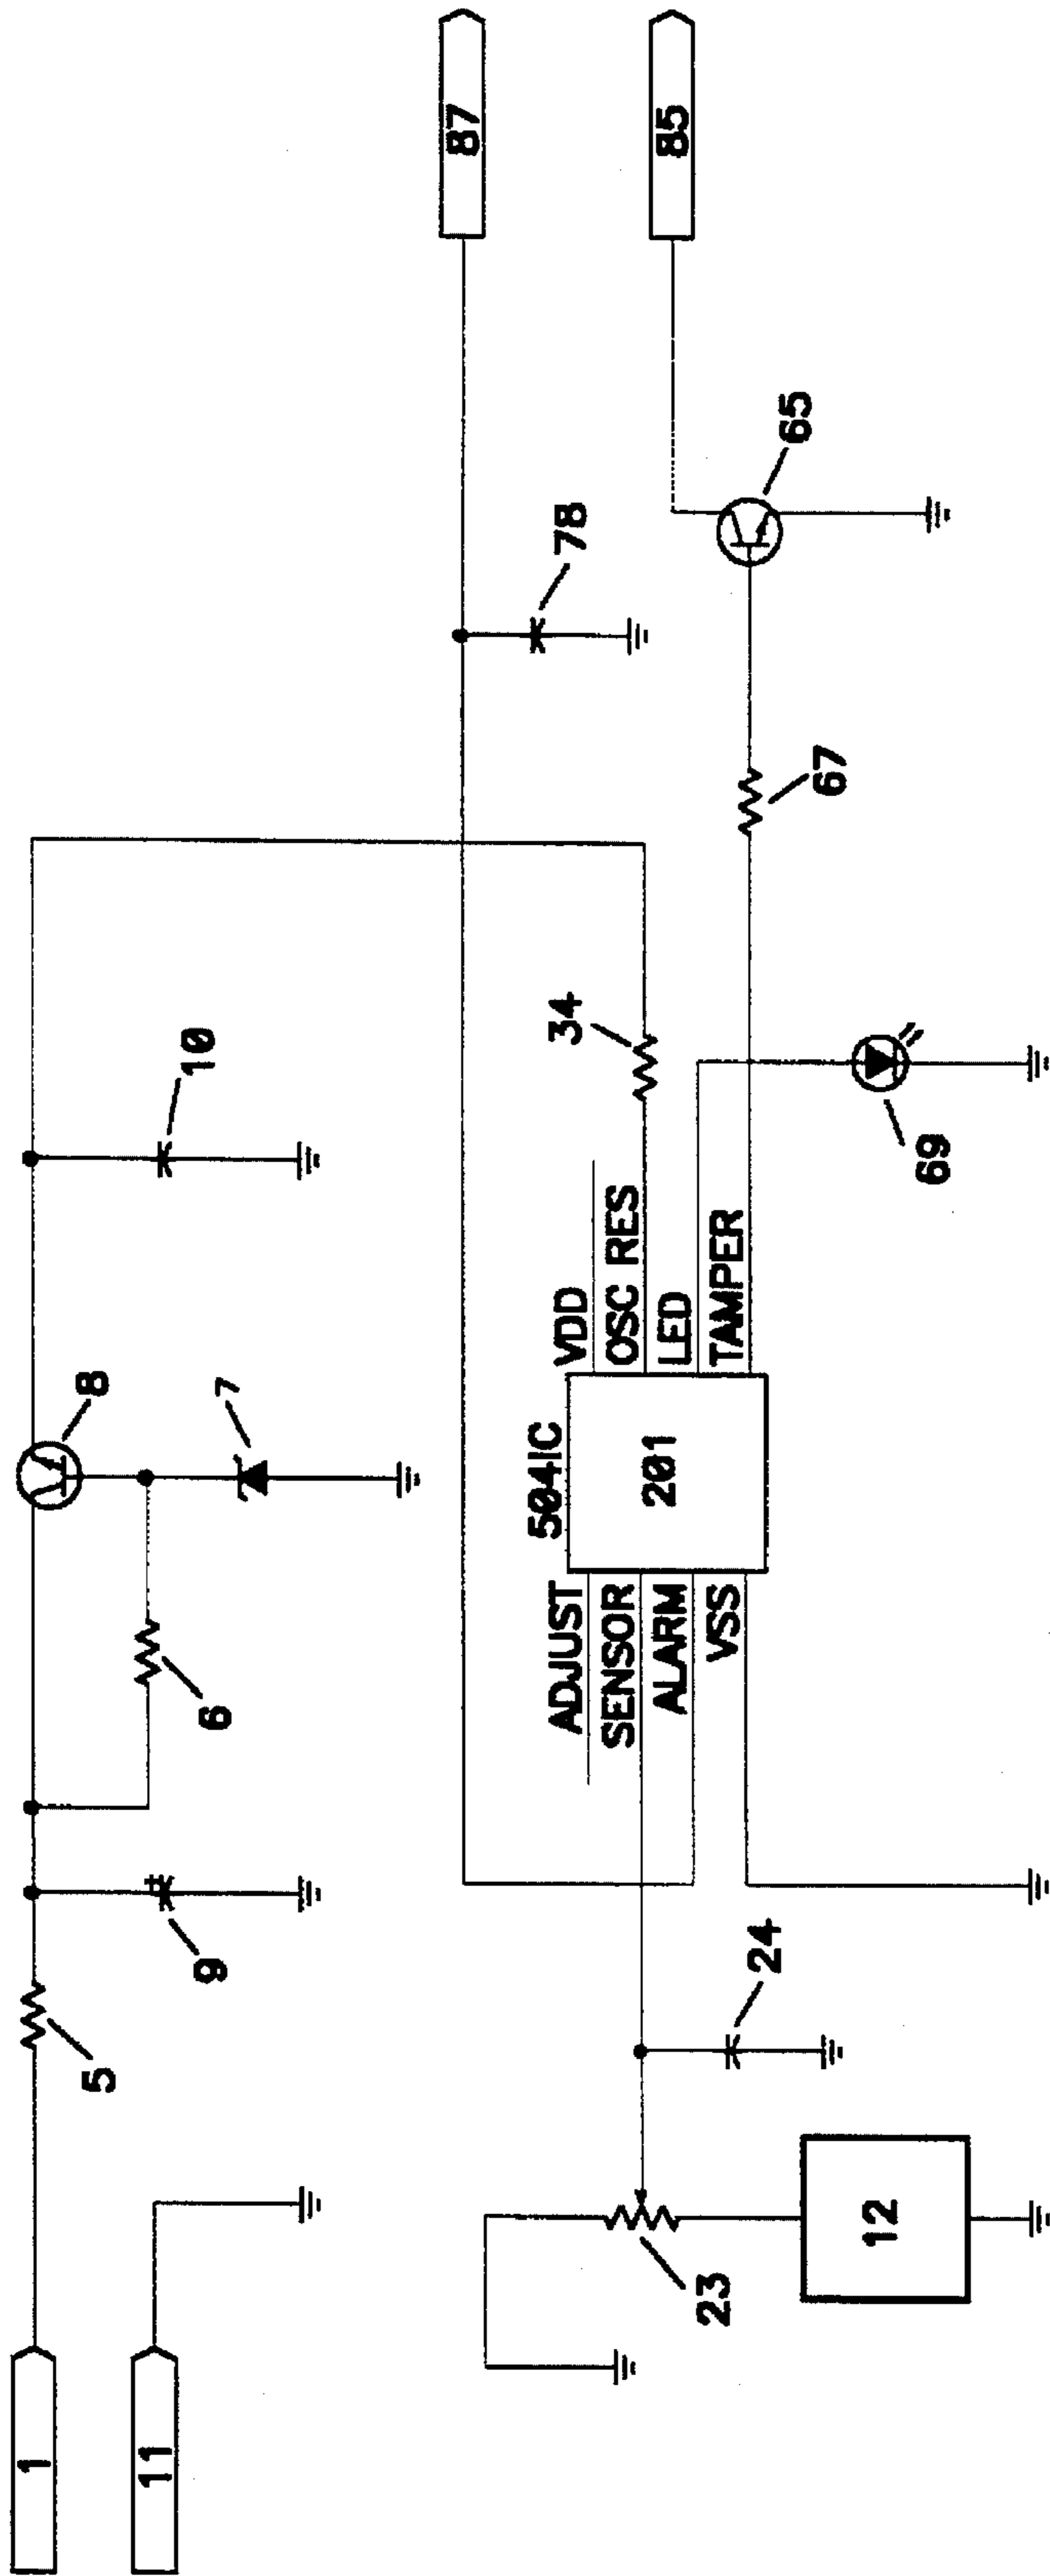 1
11
5
9
6
8
7
10
87
85
78
65
67
34
69
504IC
201
ADJUST
SENSOR
ALARM
VSS
VDD
OSC RES
LED
TAMPER
24
23
12